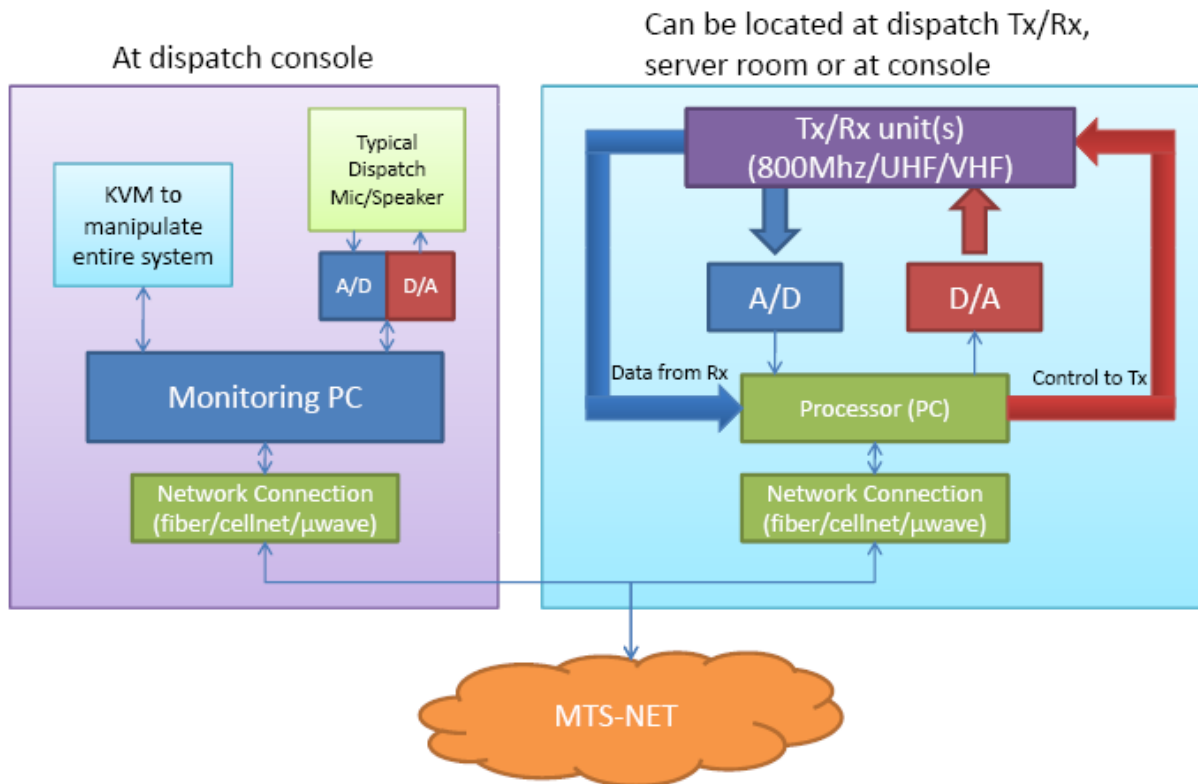 At dispatch console
Can be located at dispatch Tx/Rx,
server room or at console
KVM to
manipulate
entire system
Typical
Dispatch
Mic/Speaker
A/D
D/A
Monitoring PC
Network Connection
(fiber/cellnet/µwave)
Tx/Rx unit(s)
(800Mhz/UHF/VHF)
A/D
D/A
Data from Rx
Control to Tx
Processor (PC)
Network Connection
(fiber/cellnet/µwave)
MTS-NET